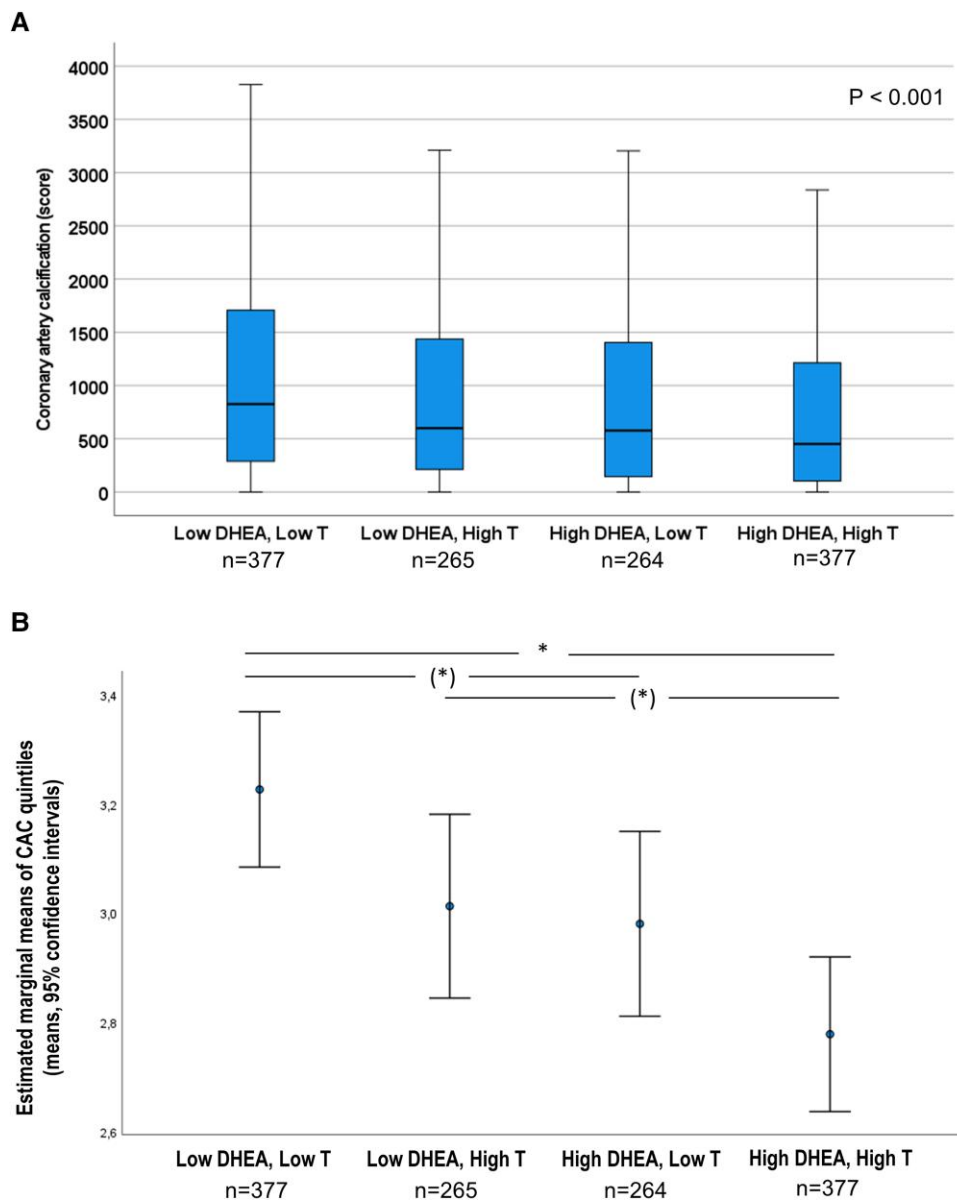 A
4000
3500
3000
2500
2000
1500
1000
500
0
Coronary artery calcification (score)
P < 0.001
Low DHEA, Low T
n=377
Low DHEA, High T
n=265
High DHEA, Low T
n=264
High DHEA, High T
n=377
B
*
(*)
(*)
3,4
3,2
3,0
2,8
2,6
Estimated marginal means of CAC quintiles
(means, 95% confidence intervals)
Low DHEA, Low T
n=377
Low DHEA, High T
n=265
High DHEA, Low T
n=264
High DHEA, High T
n=377